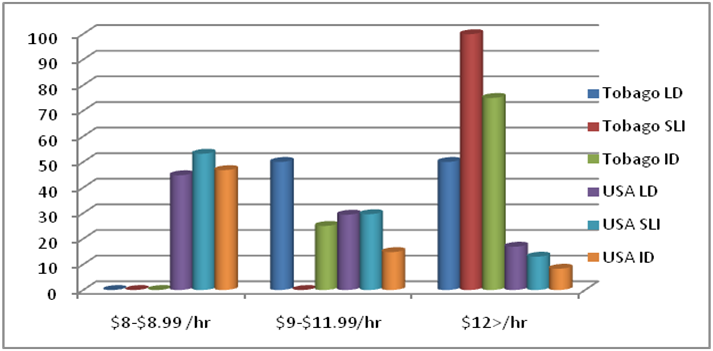 100
90
80
70
60
50
40
30
20
10
0
$8-$8.99 /hr
$9-$11.99/hr
$12>/hr
Tobago LD
Tobago SLI
Tobago ID
USA LD
USA SLI
USA ID